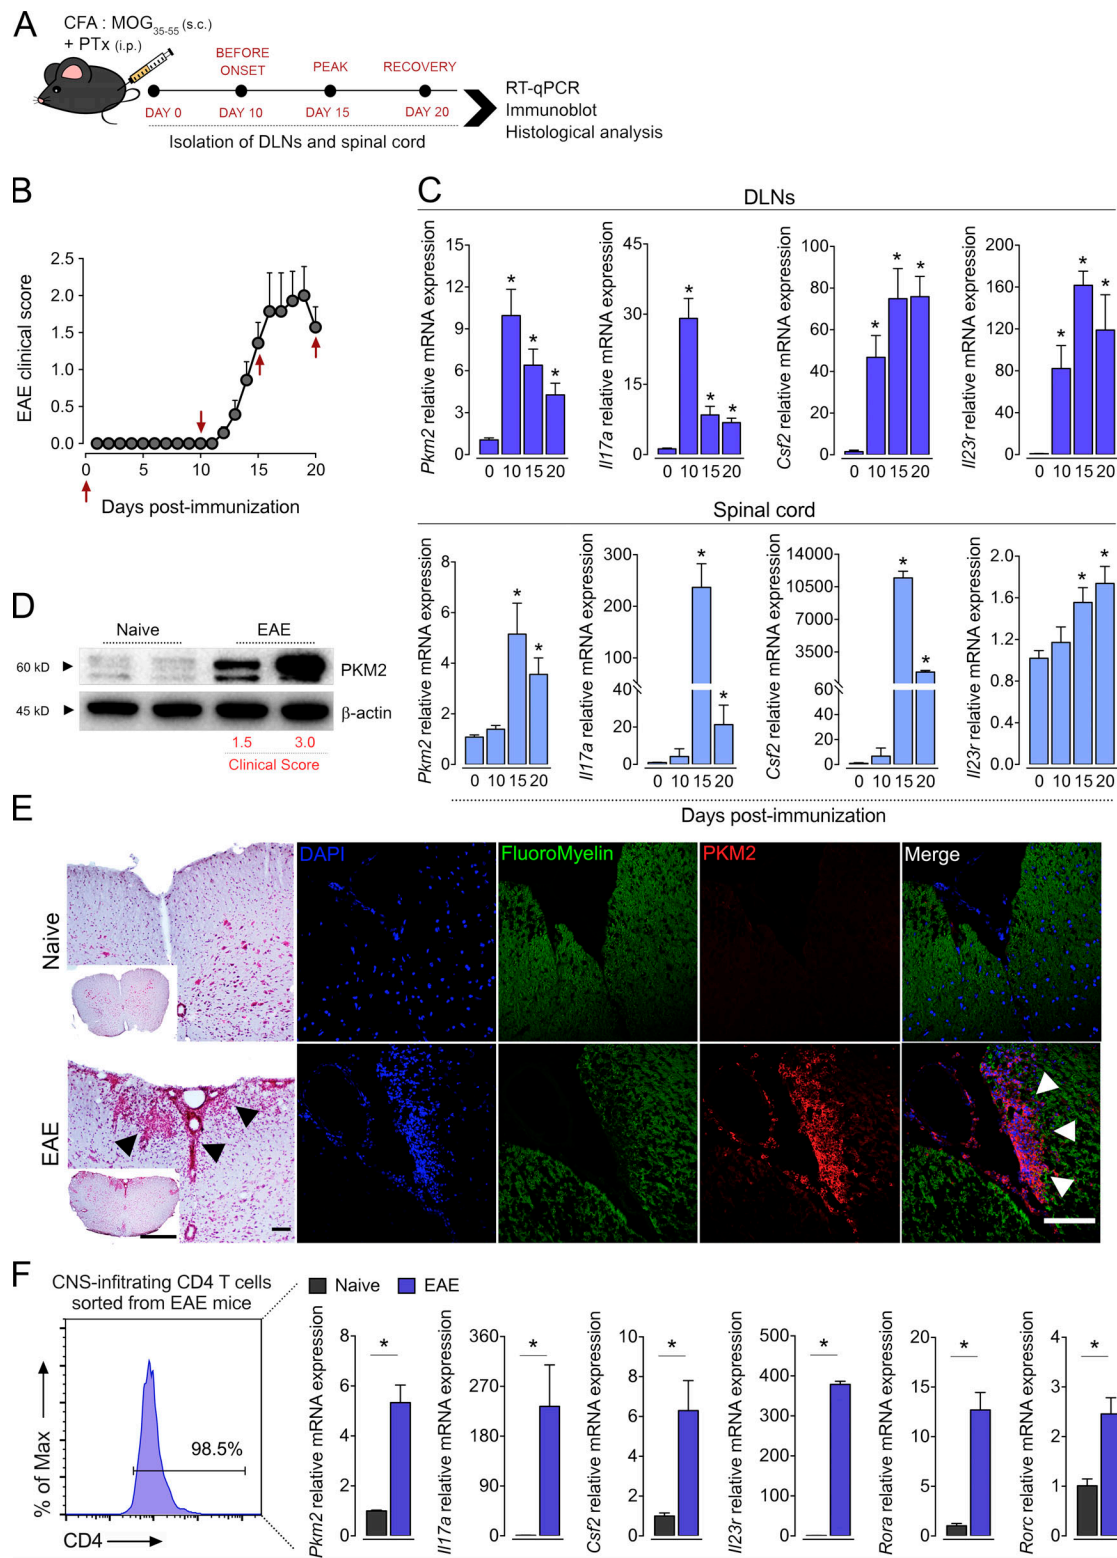 A
CFA : MOG35-55 (s.c.)
+ PTx (i.p.)
BEFORE
ONSET
PEAK
RECOVERY
DAY 0
DAY 10
DAY 15
DAY 20
Isolation of DLNs and spinal cord
RT-qPCR
Immunoblot
Histological analysis
B
EAE clinical score
2.5
2.0
1.5
1.0
0.5
0.0
0 5 10 15 20
Days post-immunization
C
DLNs
Pkm2 relative mRNA expression
15
12
9
6
3
0
* * *
0 10 15 20
Il17a relative mRNA expression
45
30
15
0
* * *
0 10 15 20
Csf2 relative mRNA expression
100
80
60
40
20
0
* * *
0 10 15 20
Il23r relative mRNA expression
200
160
120
80
40
0
* * *
0 10 15 20
Spinal cord
Pkm2 relative mRNA expression
8
6
4
2
0
* *
0 10 15 20
Il17a relative mRNA expression
300
200
100
40
20
0
* *
0 10 15 20
Csf2 relative mRNA expression
14000
10500
7000
3500
60
40
20
0
* *
0 10 15 20
Il23r relative mRNA expression
2.0
1.6
1.2
0.8
0.4
0.0
* *
0 10 15 20
Days post-immunization
D
Naive EAE
60 kD
PKM2
45 kD
β-actin
1.5 3.0
Clinical Score
E
DAPI
FluoroMyelin
PKM2
Merge
Naive
EAE
F
CNS-infitrating CD4 T cells
sorted from EAE mice
98.5%
% of Max
CD4
Naive EAE
Pkm2 relative mRNA expression
8
6
4
2
0
*
Il17a relative mRNA expression
360
270
180
90
0
*
Csf2 relative mRNA expression
10
8
6
4
2
0
*
Il23r relative mRNA expression
500
400
300
200
100
0
*
Rora relative mRNA expression
20
15
10
5
0
*
Rorc relative mRNA expression
4
3
2
1
0
*